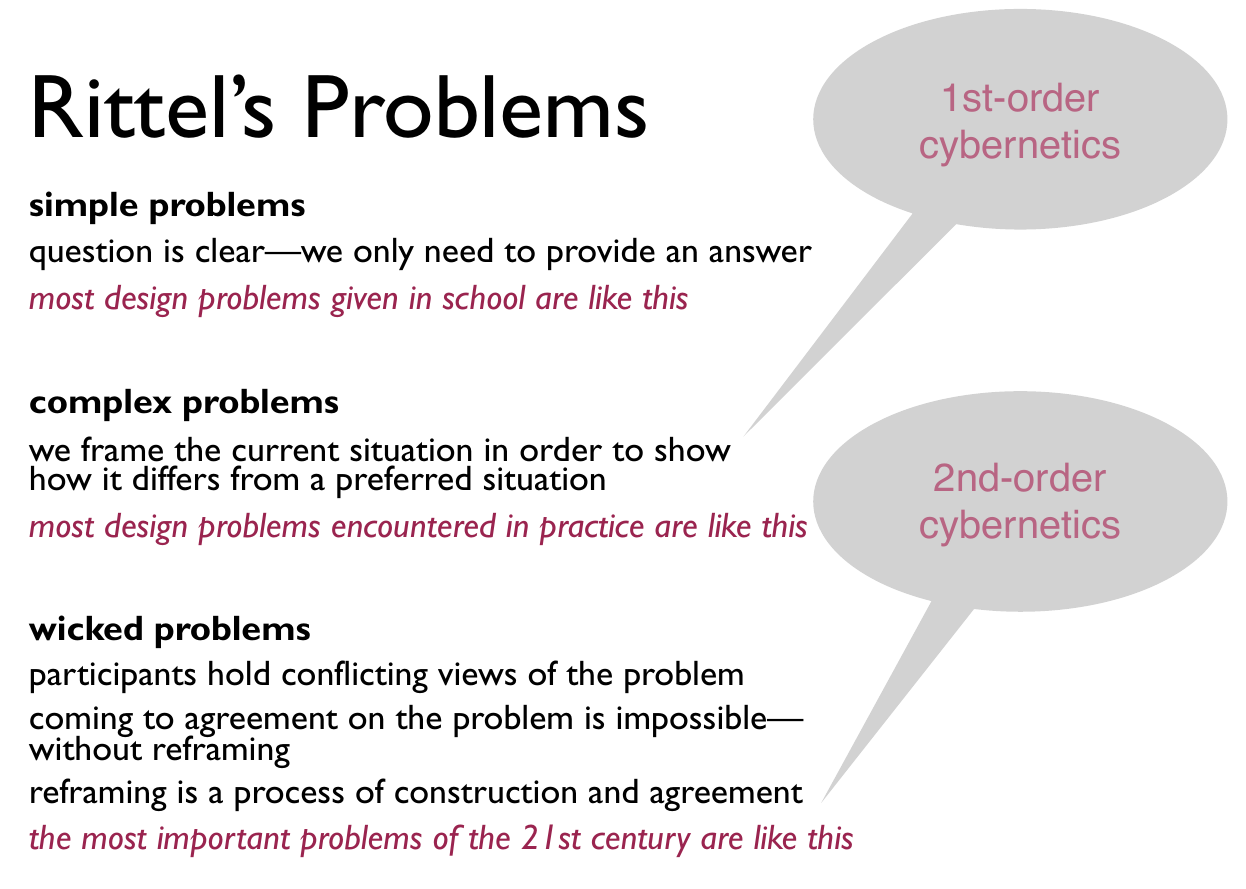 Rittel’s Problems
simple problems
question is clear—we only need to provide an answer
most design problems given in school are like this
1st-order
cybernetics
complex problems
we frame the current situation in order to show
how it differs from a preferred situation
most design problems encountered in practice are like this
2nd-order
cybernetics
wicked problems
participants hold conflicting views of the problem
coming to agreement on the problem is impossible—
without reframing
reframing is a process of construction and agreement
the most important problems of the 21st century are like this